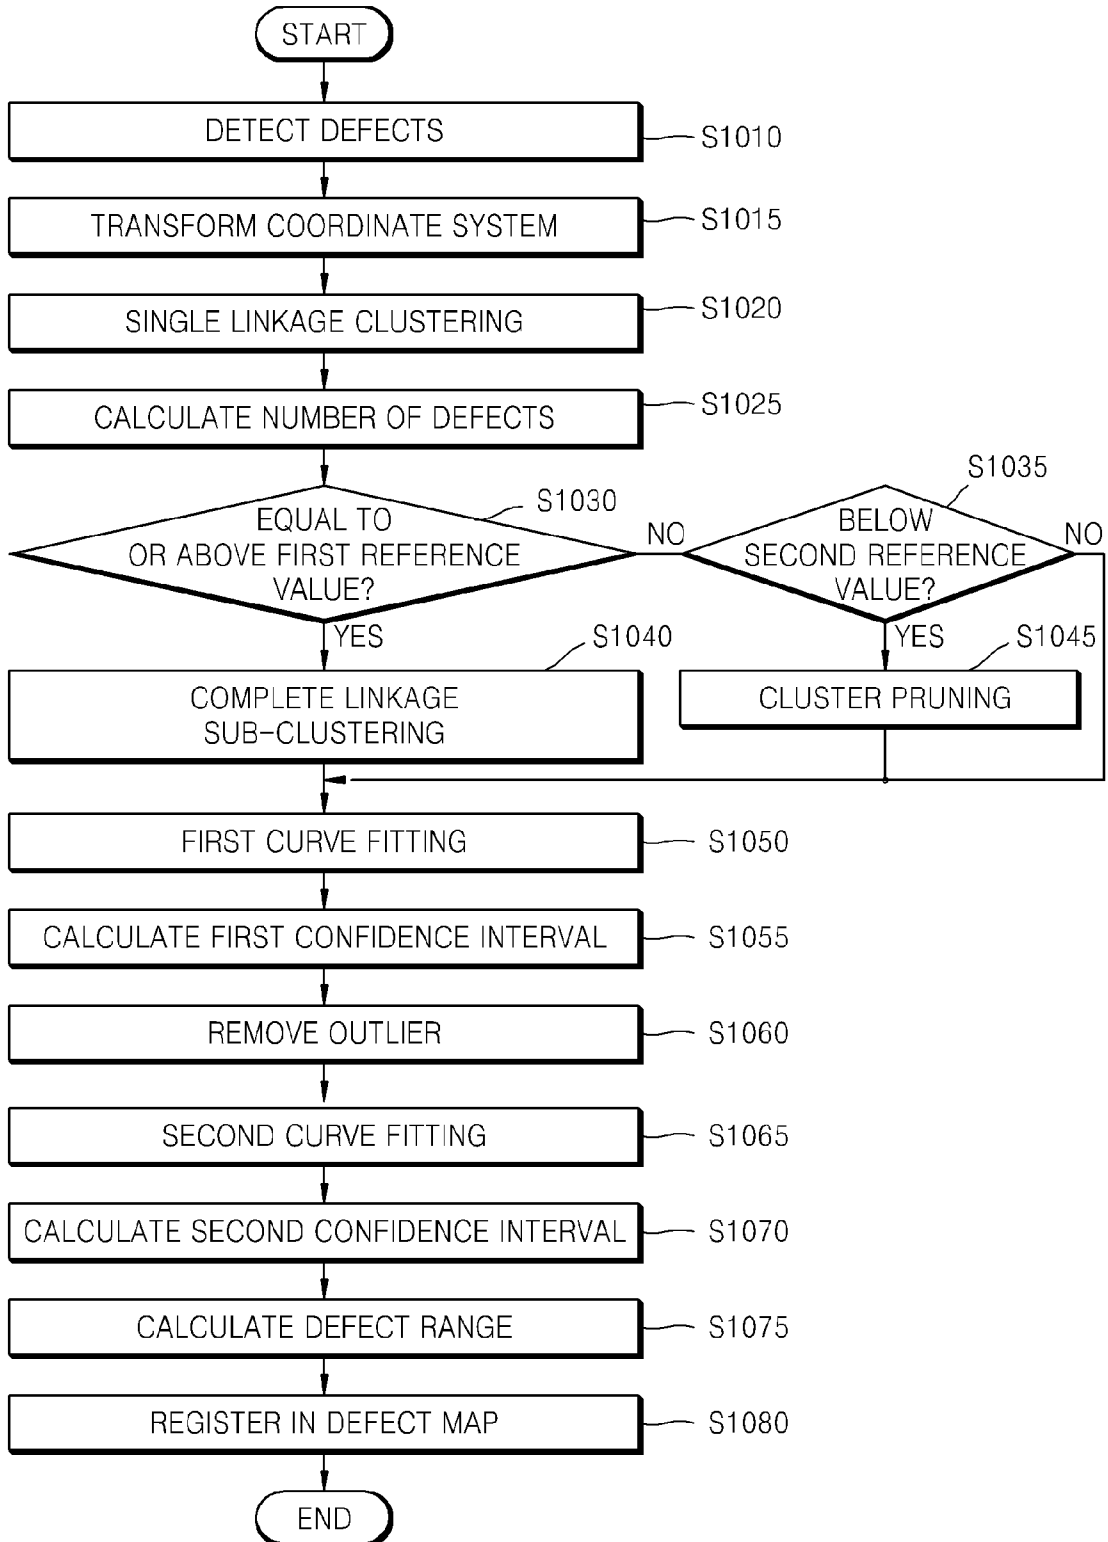 START
DETECT DEFECTS
S1010
TRANSFORM COORDINATE SYSTEM
S1015
SINGLE LINKAGE CLUSTERING
S1020
CALCULATE NUMBER OF DEFECTS
S1025
EQUAL TO
OR ABOVE FIRST REFERENCE
VALUE?
S1030
NO
BELOW
SECOND REFERENCE
VALUE?
S1035
NO
YES
YES
COMPLETE LINKAGE
SUB-CLUSTERING
S1040
CLUSTER PRUNING
S1045
FIRST CURVE FITTING
S1050
CALCULATE FIRST CONFIDENCE INTERVAL
S1055
REMOVE OUTLIER
S1060
SECOND CURVE FITTING
S1065
CALCULATE SECOND CONFIDENCE INTERVAL
S1070
CALCULATE DEFECT RANGE
S1075
REGISTER IN DEFECT MAP
S1080
END